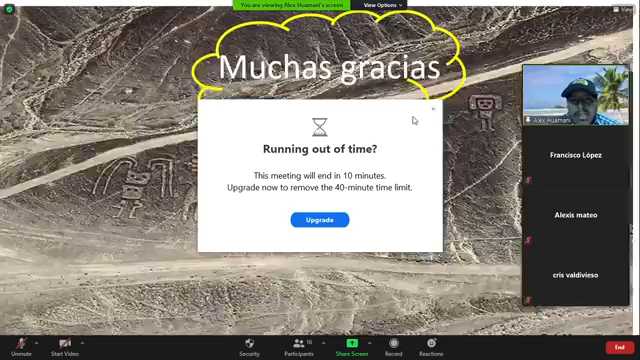 You are viewing Alex Huamani's screen
View Options
View
Muchas gracias
Running out of time?
This meeting will end in 10 minutes.
Upgrade now to remove the 40-minute time limit.
Upgrade
Alex Huamani
Francisco López
Alexis mateo
cris valdivieso
Unmute
Start Video
Security
16
Participants
Share Screen
Record
Reactions
End